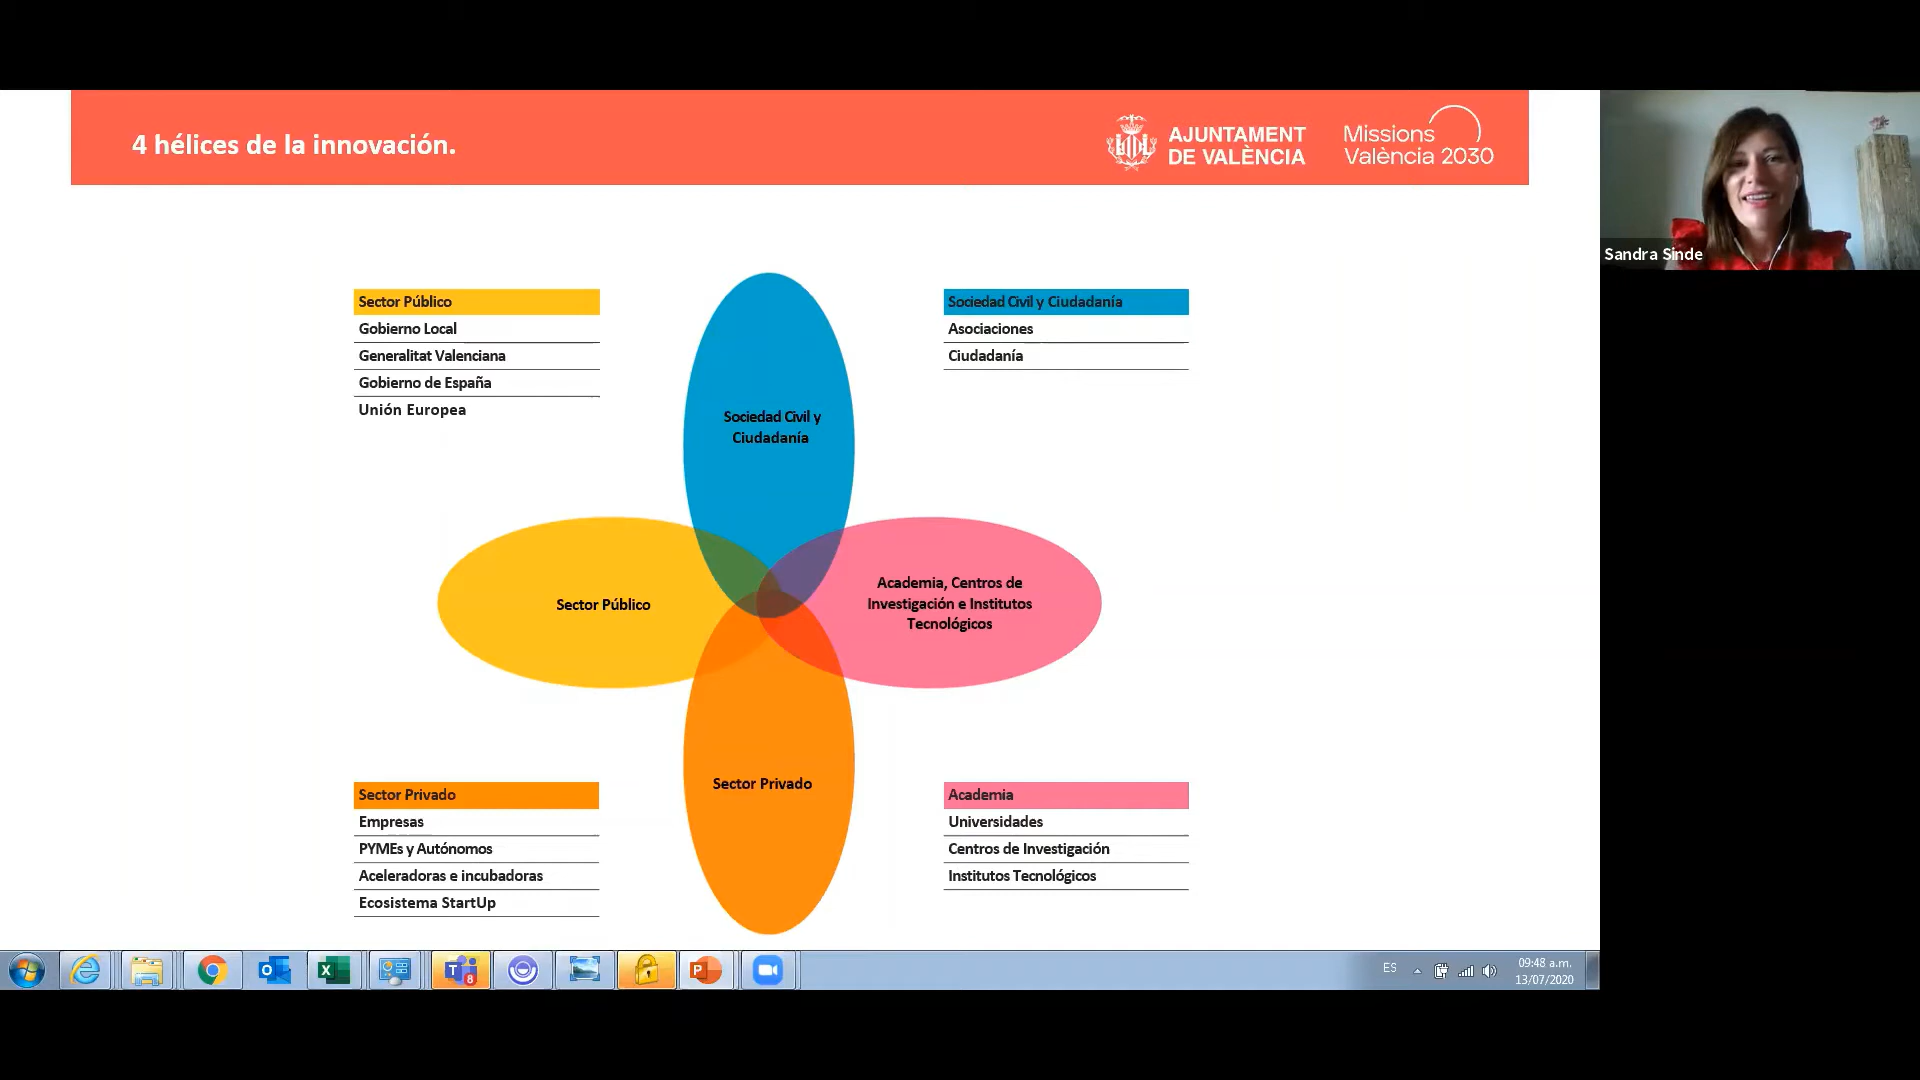 4 hélices de la innovación.
AJUNTAMENT
DE VALÈNCIA
Missions
València 2030
Sandra Sinde
Sector Público
Gobierno Local
Generalitat Valenciana
Gobierno de España
Unión Europea
Sociedad Civil y Ciudadanía
Asociaciones
Ciudadanía
Sociedad Civil y
Ciudadanía
Sector Público
Academia, Centros de
Investigación e Institutos
Tecnológicos
Sector Privado
Sector Privado
Empresas
PYMEs y Autónomos
Aceleradoras e incubadoras
Ecosistema StartUp
Academia
Universidades
Centros de Investigación
Institutos Tecnológicos
ES
09:48 a.m.
13/07/2020
8